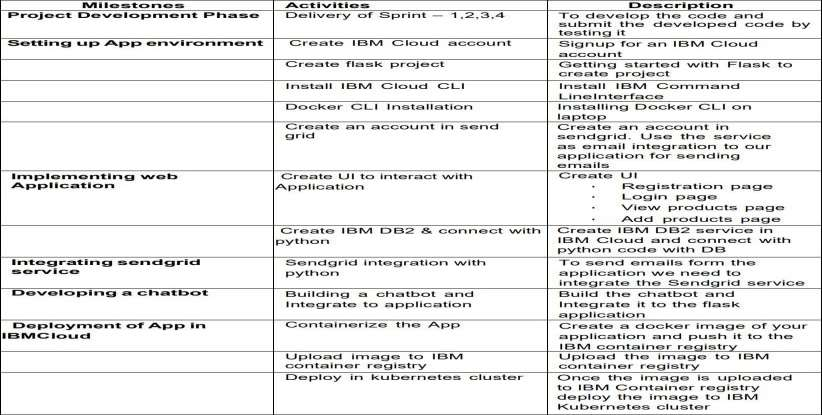 Milestones
Activities
Description
Project Development Phase
Delivery of Sprint – 1,2,3,4
To develop the code and
submit the developed code by
testing it
Setting up App environment
Create IBM Cloud account
Signup for an IBM Cloud
account
Create flask project
Getting started with Flask to
create project
Install IBM Cloud CLI
Install IBM Command
LineInterface
Docker CLI Installation
Installing Docker CLI on
laptop
Create an account in send
grid
Create an account in
sendgrid. Use the service
as email integration to our
application for sending
emails
Implementing web
Application
Create UI to interact with
Application
Create UI
· Registration page
· Login page
· View products page
· Add products page
Create IBM DB2 & connect with
python
Create IBM DB2 service in
IBM Cloud and connect with
python code with DB
Integrating sendgrid
service
Sendgrid integration with
python
To send emails form the
application we need to
integrate the Sendgrid service
Developing a chatbot
Building a chatbot and
Integrate to application
Build the chatbot and
Integrate it to the flask
application
Deployment of App in
IBMCloud
Containerize the App
Create a docker image of your
application and push it to the
IBM container registry
Upload image to IBM
container registry
Upload the image to IBM
container registry
Deploy in kubernetes cluster
Once the image is uploaded
to IBM Container registry
deploy the image to IBM
Kubernetes cluster